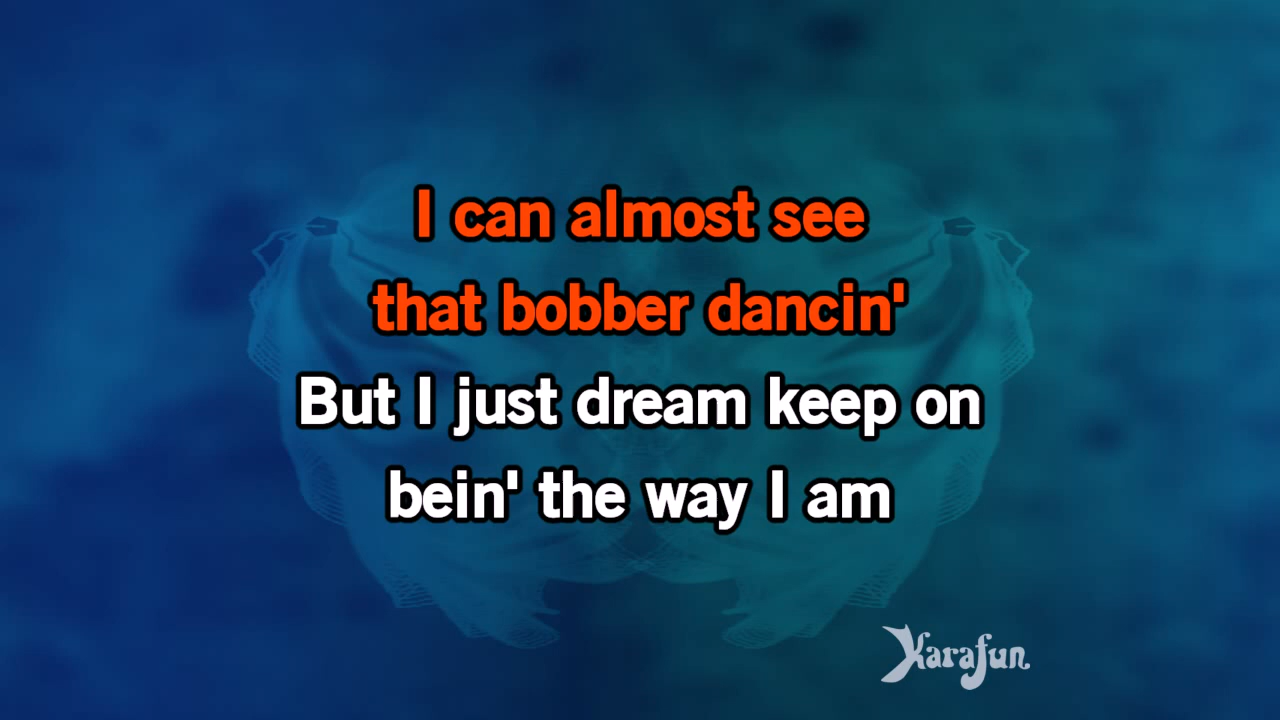 I can almost see
that bobber dancin'
But I just dream keep on
bein' the way I am
Karafun